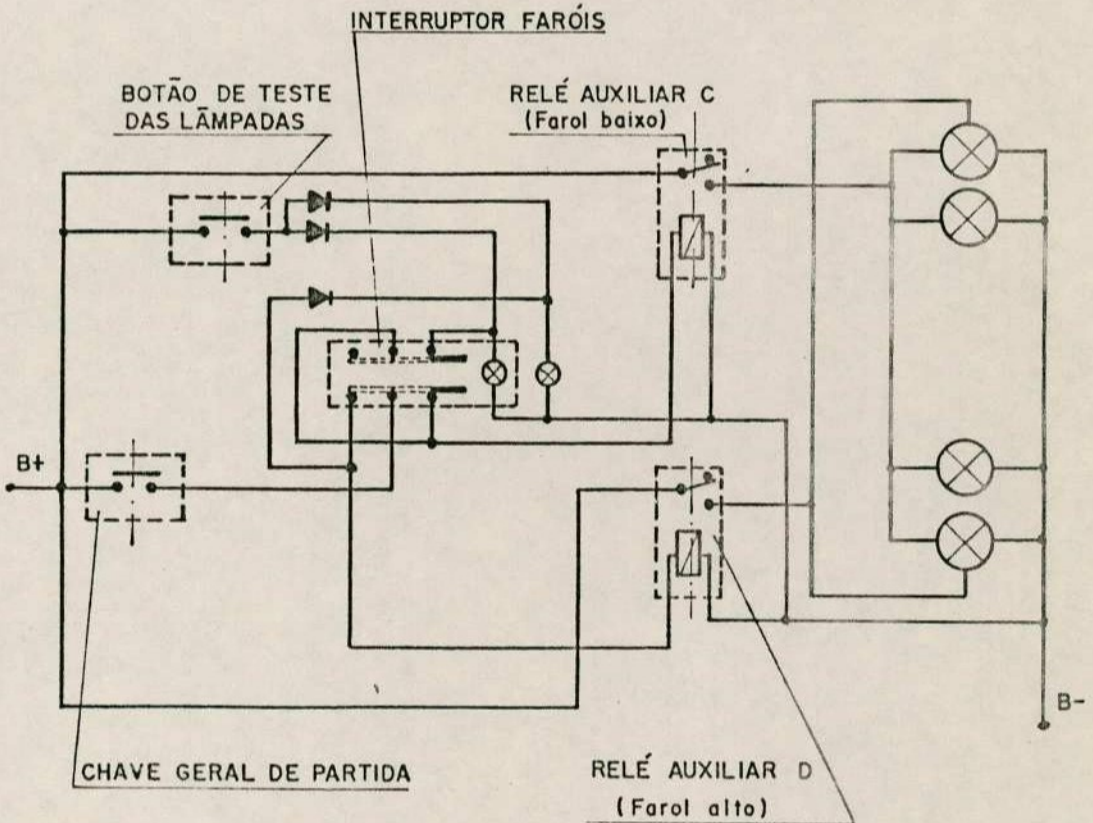 INTERRUPTOR FARÓIS
BOTÃO DE TESTE
DAS LÂMPADAS
RELÉ AUXILIAR C
(Farol baixo)
B+
B-
CHAVE GERAL DE PARTIDA
RELÉ AUXILIAR D
(Farol alto)